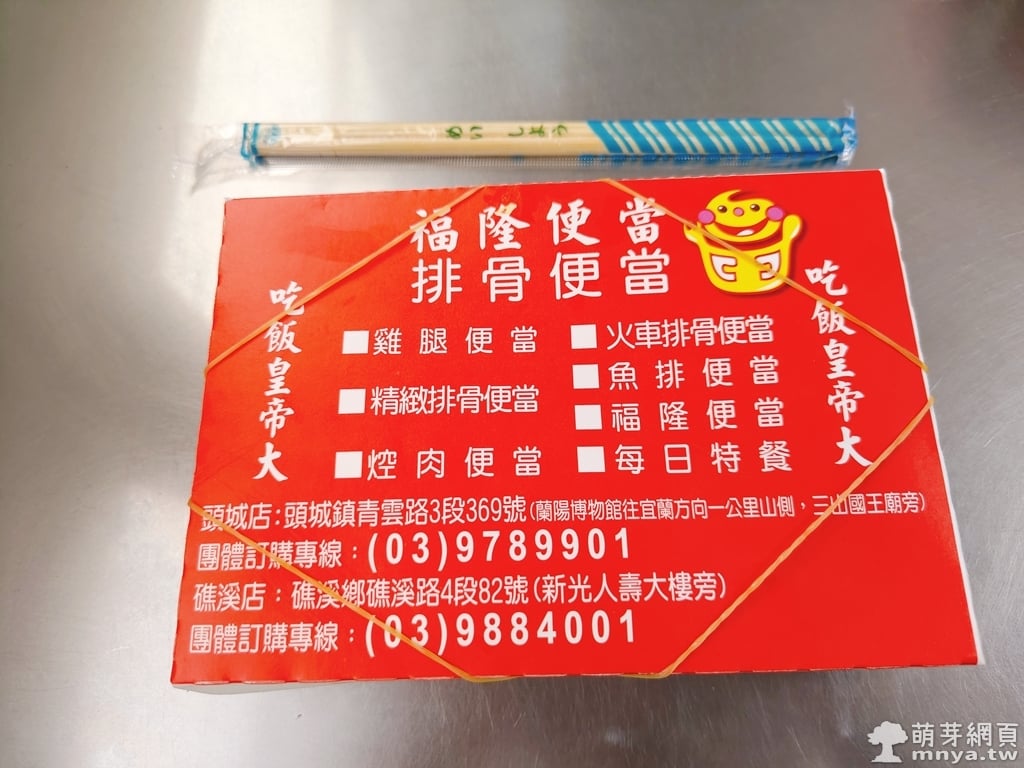 めいしょう
福隆便當
排骨便當
吃飯皇帝大
吃飯皇帝大
雞腿便當
精緻排骨便當
焢肉便當
火車排骨便當
魚排便當
福隆便當
每日特餐
頭城店:頭城鎮青雲路3段369號(蘭陽博物館往宜蘭方向一公里山側,三山國王廟旁)
團體訂購專線:(03)9789901
礁溪店:礁溪鄉礁溪路4段82號(新光人壽大樓旁)
團體訂購專線:(03)9884001
萌芽網頁
mnya.tw